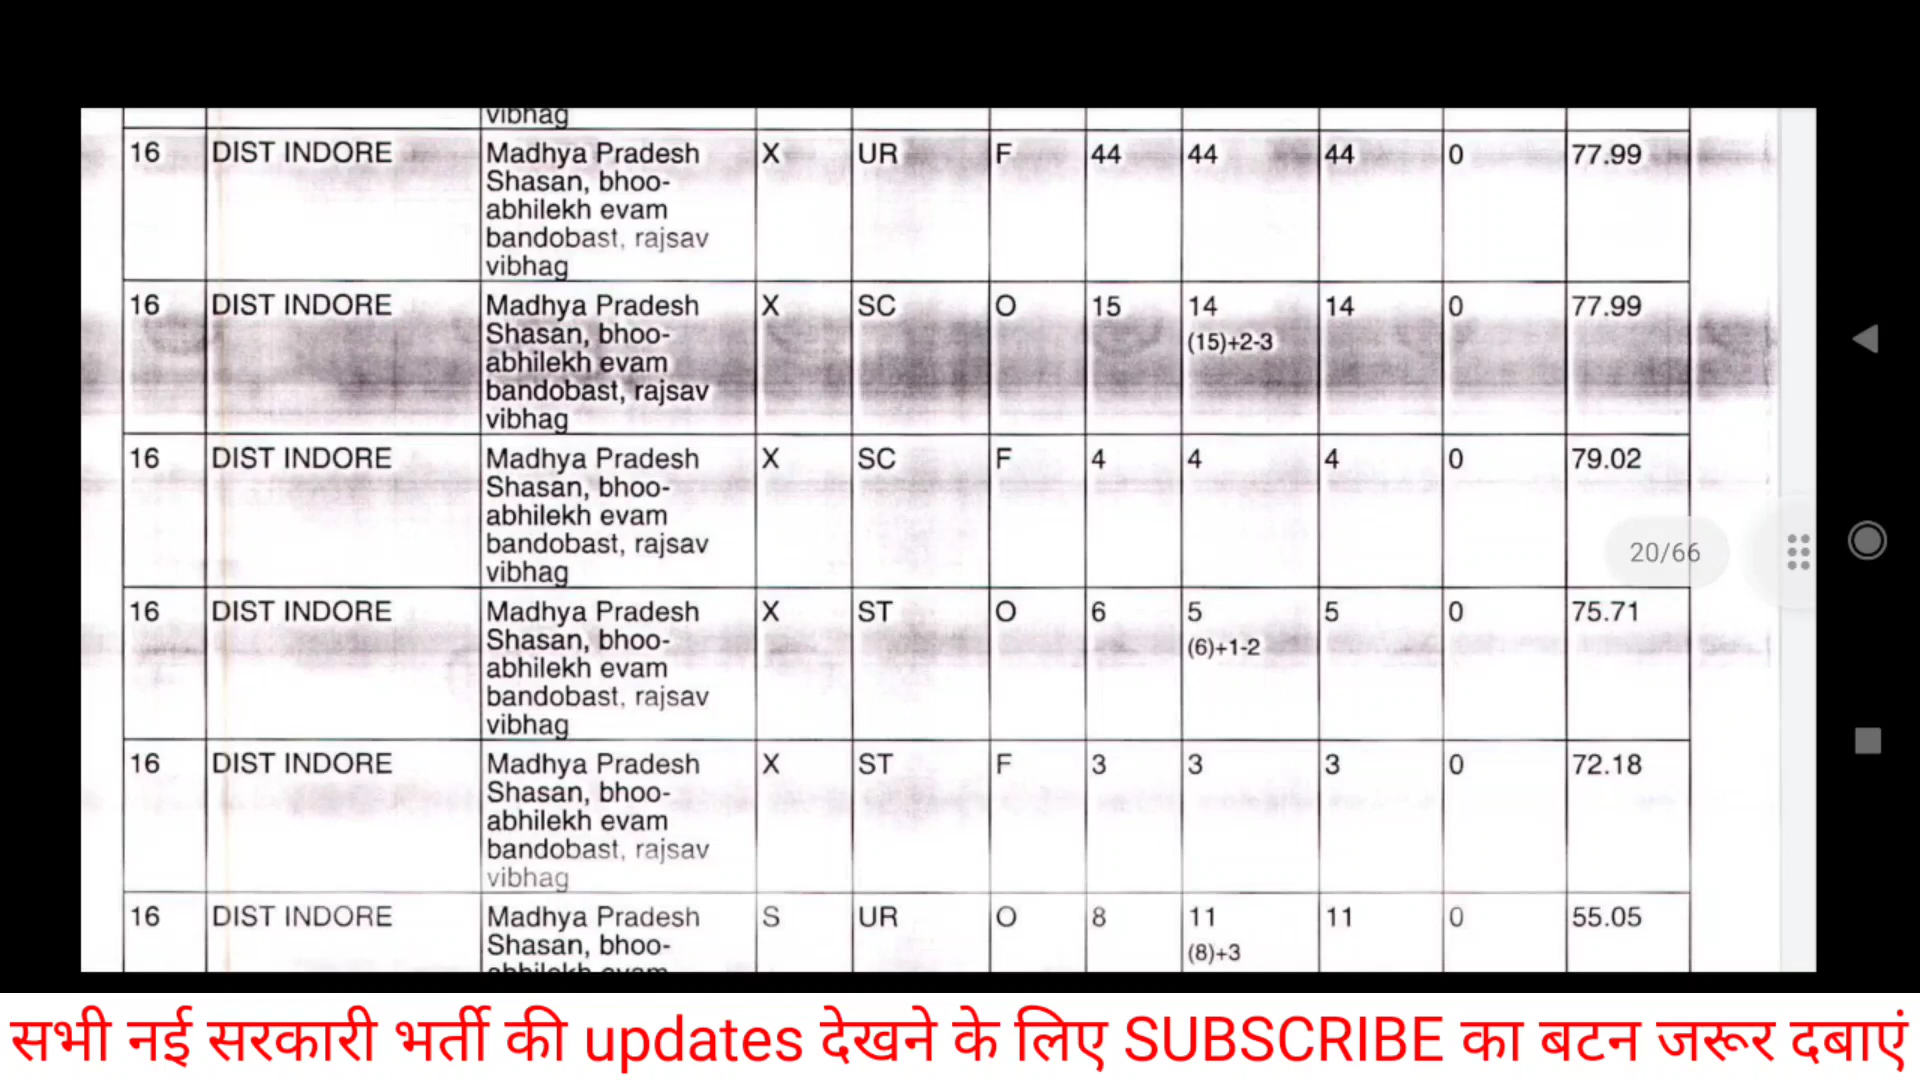 vibhag
16 DIST INDORE Madhya Pradesh X UR F 44 44 44 0 77.99
Shasan, bhoo-
abhilekh evam
bandobast, rajsav
vibhag
16 DIST INDORE Madhya Pradesh X SC O 15 14 14 0 77.99
Shasan, bhoo- (15)+2-3
abhilekh evam
bandobast, rajsav
vibhag
16 DIST INDORE Madhya Pradesh X SC F 4 4 4 0 79.02
Shasan, bhoo-
abhilekh evam
bandobast, rajsav
vibhag
20/66
16 DIST INDORE Madhya Pradesh X ST O 6 5 5 0 75.71
Shasan, bhoo- (6)+1-2
abhilekh evam
bandobast, rajsav
vibhag
16 DIST INDORE Madhya Pradesh X ST F 3 3 3 0 72.18
Shasan, bhoo-
abhilekh evam
bandobast, rajsav
vibhag
16 DIST INDORE Madhya Pradesh S UR O 8 11 11 0 55.05
Shasan, bhoo- (8)+3
abhilekh evam
सभी नई सरकारी भर्ती की updates देखने के लिए SUBSCRIBE का बटन जरूर दबाएं